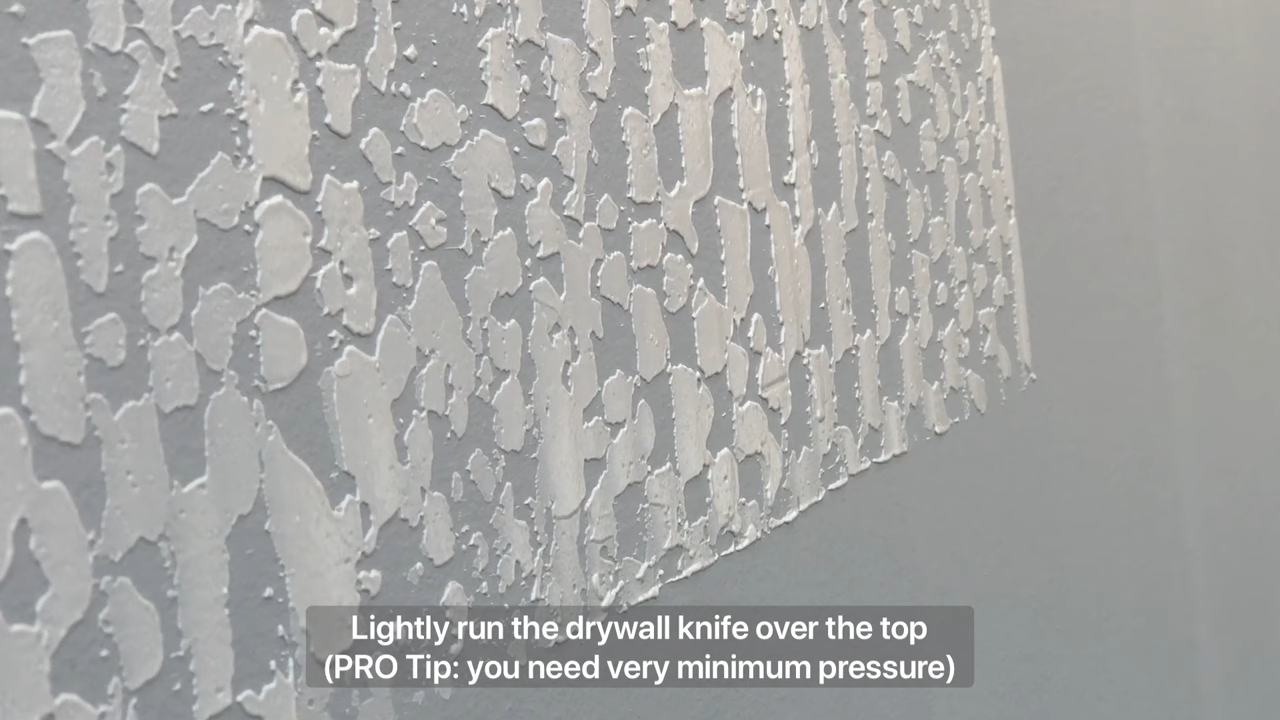 Lightly run the drywall knife over the top
(PRO Tip: you need very minimum pressure)